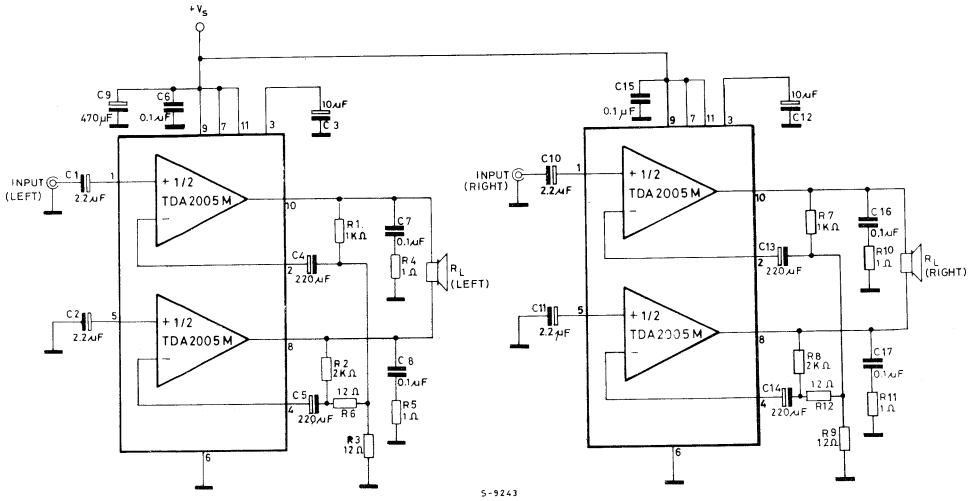 +Vs
C9
470µF
C6
0.1µF
9
7
11
3
10µF
C3
INPUT
(LEFT)
C1
2.2µF
1
+ 1/2
TDA2005M
−
10
R1.
1KΩ
C7
0.1µF
R4
1Ω
2
C4
220µF
RL
(LEFT)
C2
2.2µF
5
+ 1/2
TDA2005M
−
8
R2
2KΩ
C8
0.1µF
4
C5
220µF
12Ω
R6
R5
1Ω
R3
12Ω
6
C15
0.1µF
9
7
11
3
10µF
C12
INPUT
(RIGHT)
C10
2.2µF
1
+ 1/2
TDA2005M
−
10
R7
1KΩ
C16
0.1µF
R10
1Ω
2
C13
220µF
RL
(RIGHT)
C11
2.2µF
5
+ 1/2
TDA2005M
−
8
R8
2KΩ
C17
0.1µF
4
C14
220µF
12Ω
R12
R11
1Ω
R9
12Ω
6
S-9243